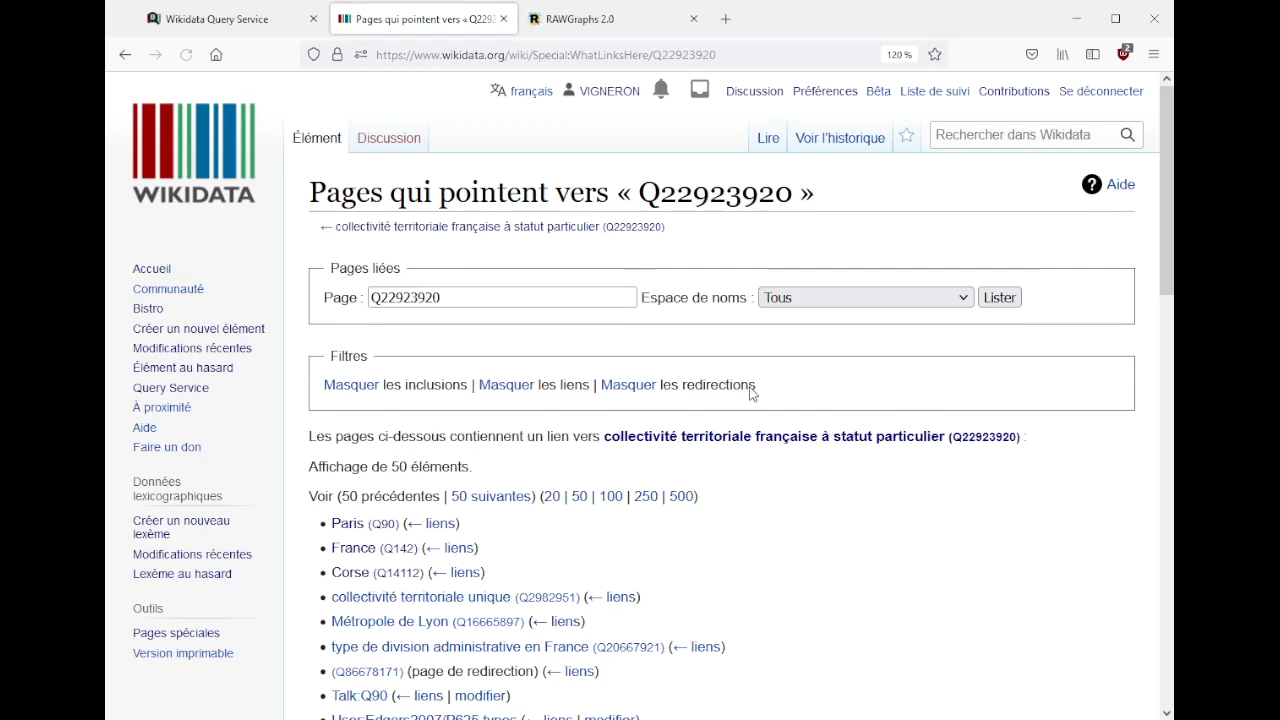 Wikidata Query Service
Pages qui pointent vers « Q2292
RAWGraphs 2.0
https://www.wikidata.org/wiki/Special:WhatLinksHere/Q22923920
120 %
2
français
VIGNERON
Discussion Préférences Bêta Liste de suivi Contributions Se déconnecter
WIKIDATA
Élément Discussion Lire Voir l'historique Rechercher dans Wikidata
Pages qui pointent vers « Q22923920 »
? Aide
← collectivité territoriale française à statut particulier (Q22923920)
Pages liées
Page : Q22923920 Espace de noms : Tous Lister
Filtres
Masquer les inclusions | Masquer les liens | Masquer les redirections
Les pages ci-dessous contiennent un lien vers collectivité territoriale française à statut particulier (Q22923920) :
Affichage de 50 éléments.
Voir (50 précédentes | 50 suivantes) (20 | 50 | 100 | 250 | 500)
• Paris (Q90) (← liens)
• France (Q142) (← liens)
• Corse (Q14112) (← liens)
• collectivité territoriale unique (Q2982951) (← liens)
• Métropole de Lyon (Q16665897) (← liens)
• type de division administrative en France (Q20667921) (← liens)
• (Q86678171) (page de redirection) (← liens)
• Talk:Q90 (← liens | modifier)
• User:Edgars2007/P625 types (← liens | modifier)
Accueil
Communauté
Bistro
Créer un nouvel élément
Modifications récentes
Élément au hasard
Query Service
À proximité
Aide
Faire un don
Données
lexicographiques
Créer un nouveau
lexème
Modifications récentes
Lexème au hasard
Outils
Pages spéciales
Version imprimable